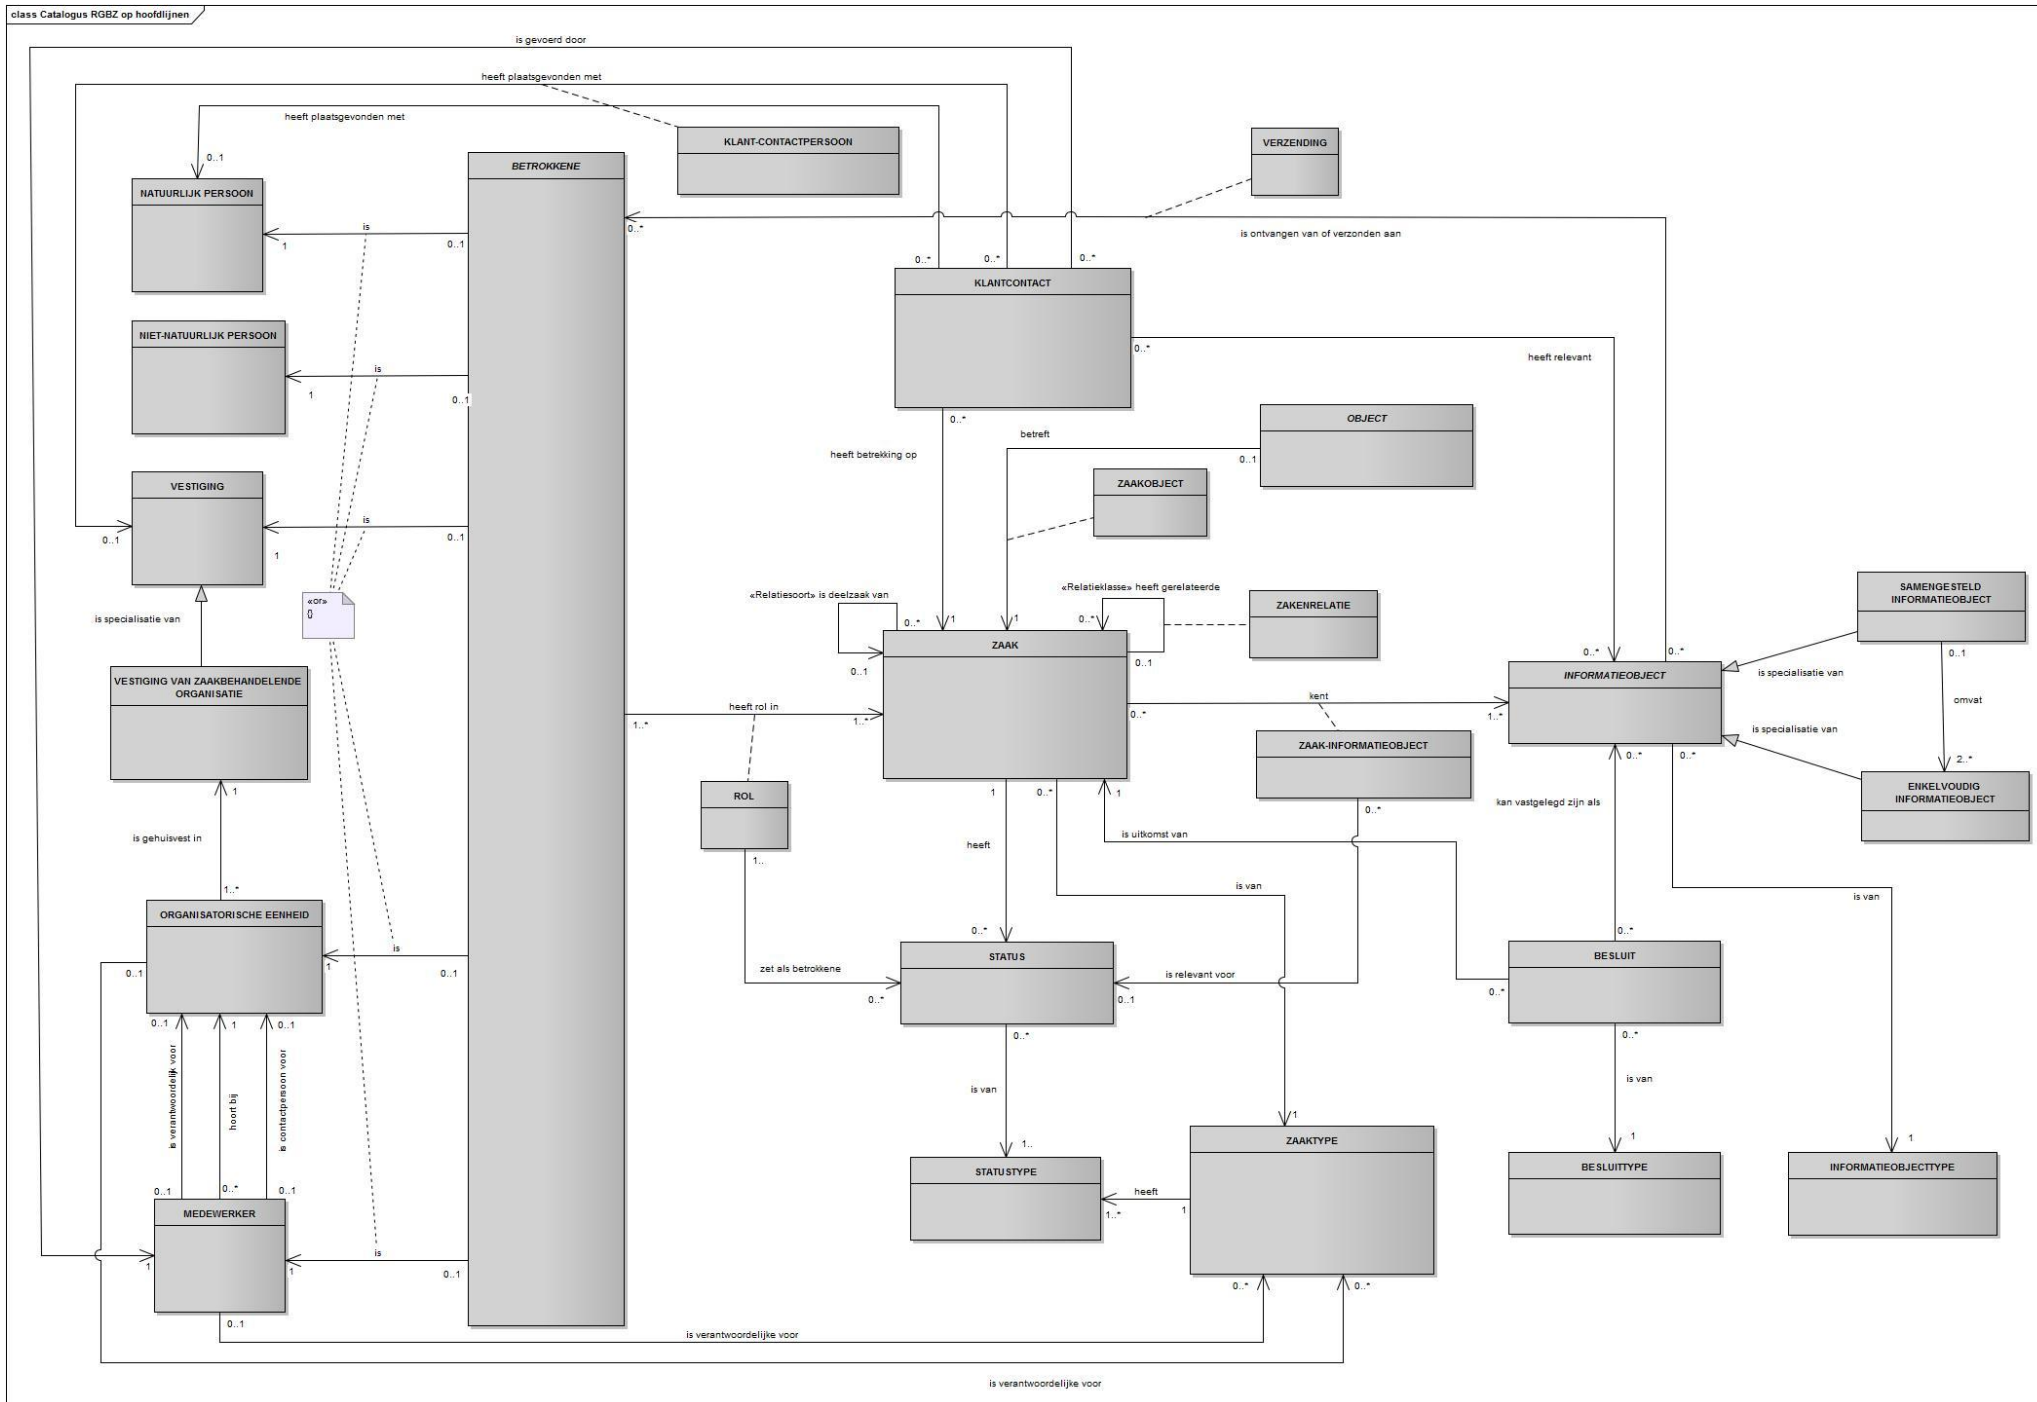 class Catalogus RGBZ op hoofdlijnen
is gevoerd door
heeft plaatsgevonden met
heeft plaatsgevonden met
KLANT-CONTACTPERSOON
VERZENDING
0..1
BETROKKENE
NATUURLIJK PERSOON
is
1
0..1
0..*
is ontvangen van of verzonden aan
0..*
0..*
0..*
KLANTCONTACT
NIET-NATUURLIJK PERSOON
is
1
0..1
0..*
heeft relevant
0..*
OBJECT
betreft
heeft betrekking op
0..1
VESTIGING
ZAAKOBJECT
is
0..1
1
0..1
«or»
{}
is specialisatie van
«Relatiesoort» is deelzaak van
«Relatieklasse» heeft gerelateerde
ZAKENRELATIE
SAMENGESTELD
INFORMATIEOBJECT
0..*
1
1
0..*
ZAAK
0..1
0..1
0..*
0..*
0..1
INFORMATIEOBJECT
is specialisatie van
VESTIGING VAN ZAAKBEHANDELENDE
ORGANISATIE
heeft rol in
1..*
1..*
kent
0..*
1..*
omvat
is specialisatie van
ZAAK-INFORMATIEOBJECT
0..*
0..*
2..*
ENKELVOUDIG
INFORMATIEOBJECT
1
ROL
1
0..*
1
0..*
kan vastgelegd zijn als
is gehuisvest in
is uitkomst van
heeft
1..
1..*
is van
is van
ORGANISATORISCHE EENHEID
0..*
0..*
is
STATUS
BESLUIT
0..1
1
0..1
zet als betrokkene
0..*
is relevant voor
0..1
0..*
0..1
1
0..1
0..*
0..*
is verantwoordelijk voor
hoort bij
is contactpersoon voor
is van
is van
1
1..
1
1
ZAAKTYPE
STATUSTYPE
BESLUITTYPE
INFORMATIEOBJECTTYPE
0..1
0..*
0..1
heeft
1..*
1
MEDEWERKER
is
1
1
0..1
0..*
0..*
0..1
is verantwoordelijke voor
is verantwoordelijke voor